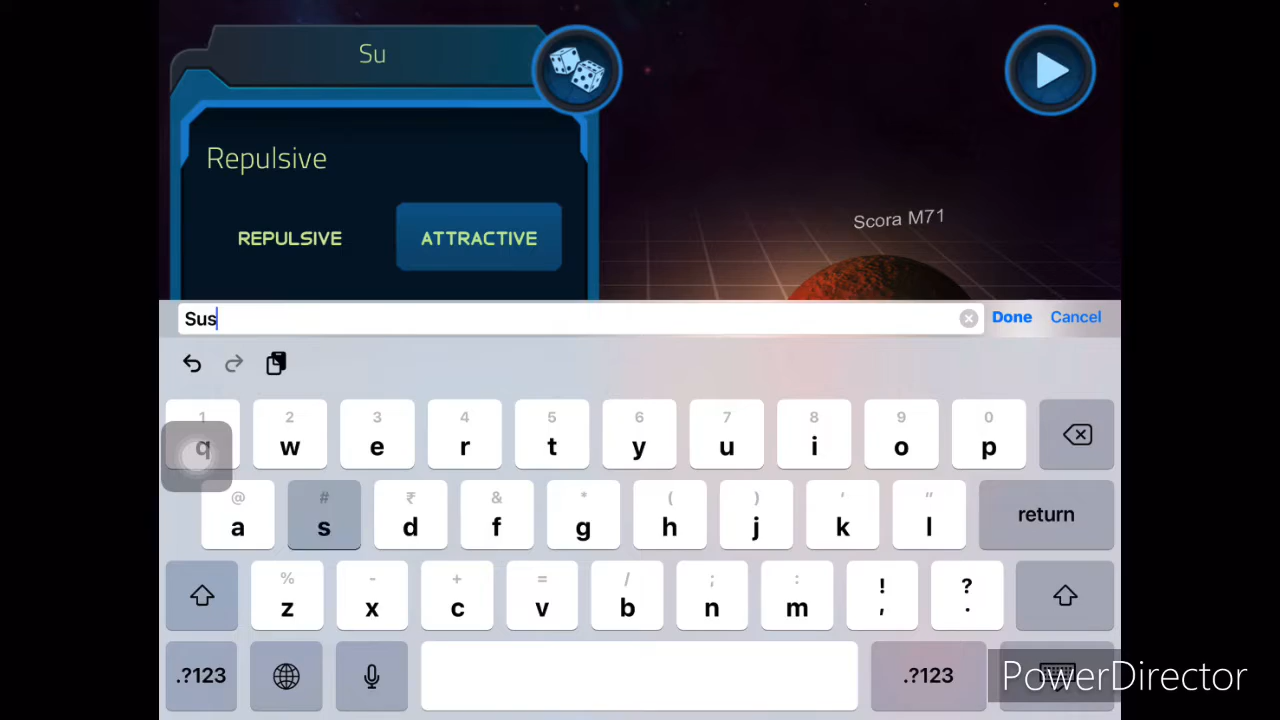 Su
Repulsive
REPULSIVE ATTRACTIVE
Scora M71
Sus Done Cancel
1 2 3 4 5 6 7 8 9 0
q w e r t y u i o p
@ # ₹ & * ( ) ' "
a s d f g h j k l return
% - + = / ; : ! ?
z x c v b n m , .
.?123 .?123
PowerDirector